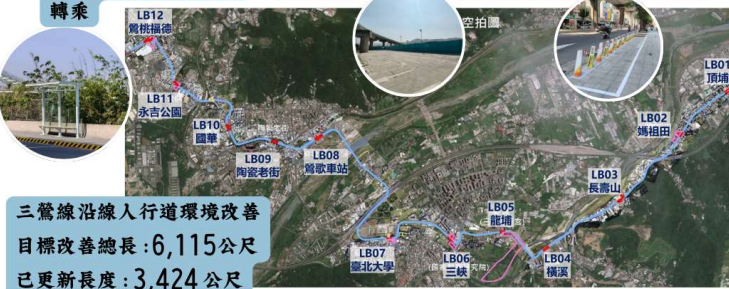 轉乘
空拍圖
LB12
鶯桃福德
LB11
永吉公園
LB10
國華
LB09
陶瓷老街
LB08
鶯歌車站
LB07
臺北大學
LB06
三峽
LB05
龍埔
LB04
橫溪
LB03
長壽山
LB02
媽祖田
LB01
頂埔
三鶯線沿線人行道環境改善
目標改善總長:6,115公尺
已更新長度:3,424公尺